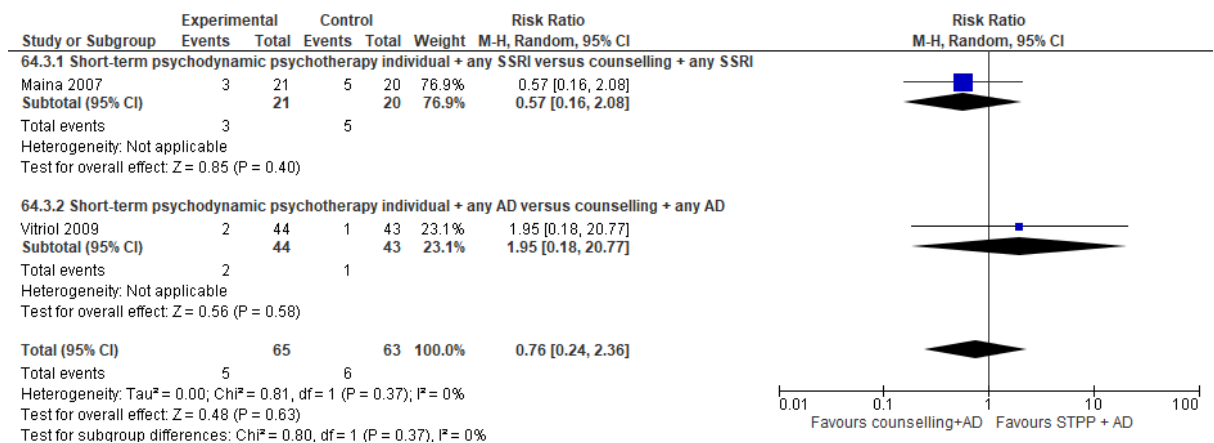 Experimental Control Risk Ratio Risk Ratio
Study or Subgroup Events Total Events Total Weight M-H, Random, 95% CI M-H, Random, 95% CI
64.3.1 Short-term psychodynamic psychotherapy individual + any SSRI versus counselling + any SSRI
Maina 2007 3 21 5 20 76.9% 0.57 [0.16, 2.08]
Subtotal (95% CI) 21 20 76.9% 0.57 [0.16, 2.08]
Total events 3 5
Heterogeneity: Not applicable
Test for overall effect: Z = 0.85 (P = 0.40)
64.3.2 Short-term psychodynamic psychotherapy individual + any AD versus counselling + any AD
Vitriol 2009 2 44 1 43 23.1% 1.95 [0.18, 20.77]
Subtotal (95% CI) 44 43 23.1% 1.95 [0.18, 20.77]
Total events 2 1
Heterogeneity: Not applicable
Test for overall effect: Z = 0.56 (P = 0.58)
Total (95% CI) 65 63 100.0% 0.76 [0.24, 2.36]
Total events 5 6
Heterogeneity: Tau² = 0.00; Chi² = 0.81, df = 1 (P = 0.37); I² = 0%
Test for overall effect: Z = 0.48 (P = 0.63)
Test for subgroup differences: Chi² = 0.80, df = 1 (P = 0.37), I² = 0%
0.01 0.1 1 10 100
Favours counselling+AD Favours STPP + AD